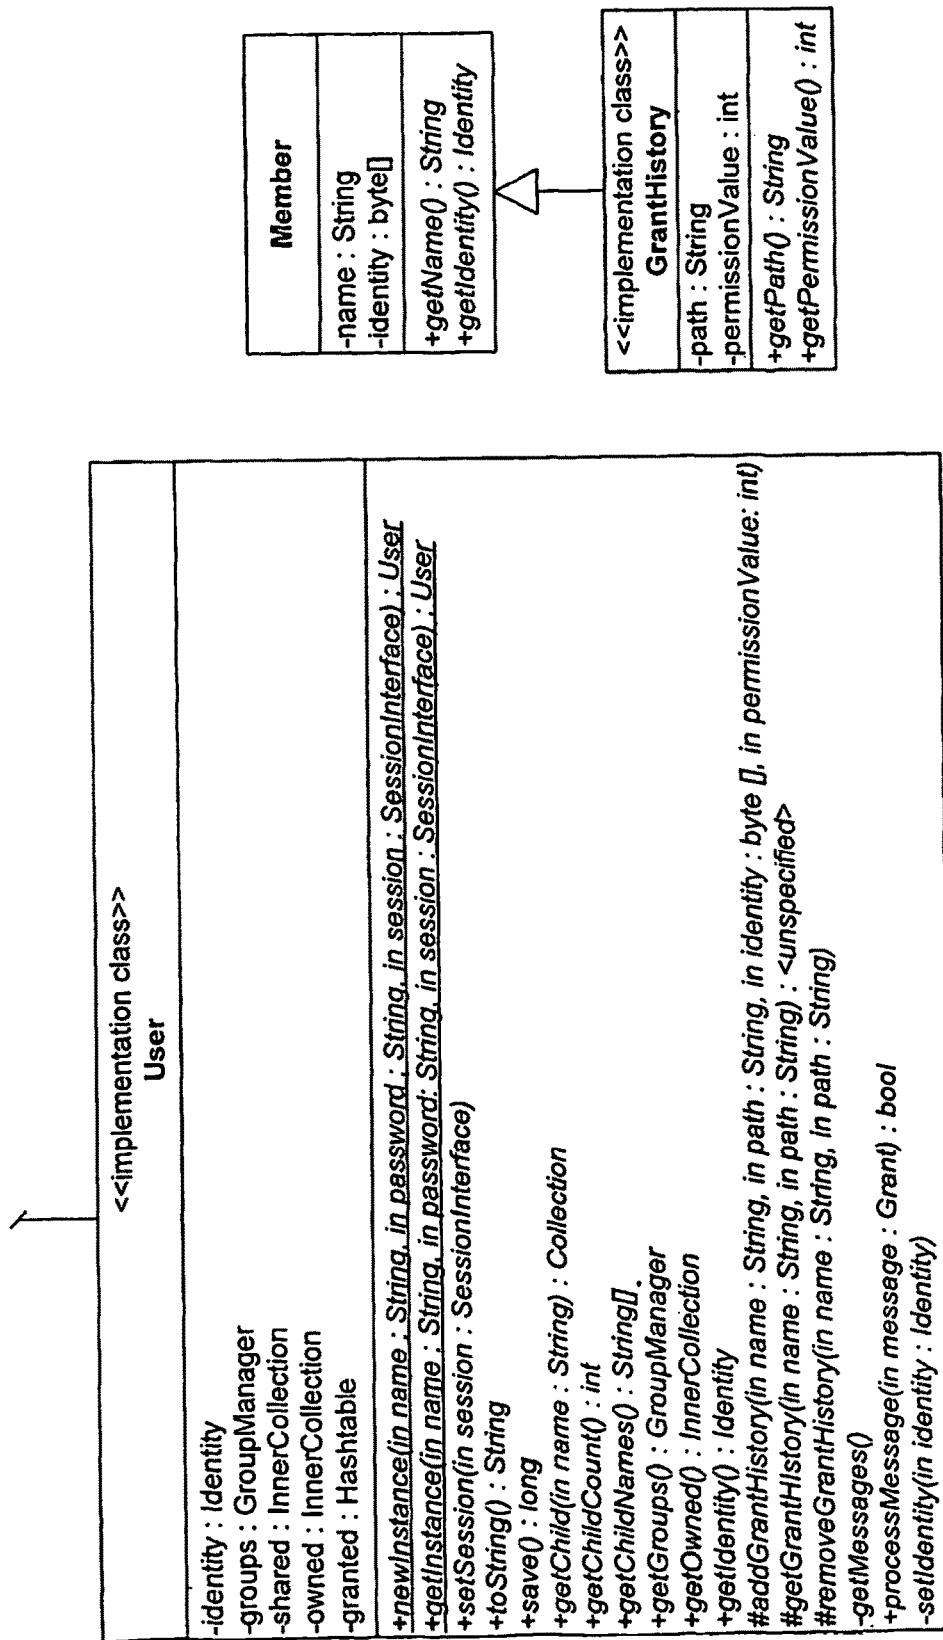 <<implementation class>>
User
-identity : Identity
-groups : GroupManager
-shared : InnerCollection
-owned : InnerCollection
-granted : Hashtable
+newInstance(in name : String, in password : String, in session : SessionInterface) : User
+getInstance(in name : String, in password: String, in session : SessionInterface) : User
+setSession(in session : SessionInterface)
+toString() : String
+save() : long
+getChild(in name : String) : Collection
+getChildCount() : int
+getChildNames() : String[]
+getGroups() : GroupManager
+getOwned() : InnerCollection
+getIdentity() : Identity
#addGrantHistory(in name : String, in path : String, in identity : byte [], in permissionValue: int)
#getGrantHistory(in name : String, in path : String) : <unspecified>
#removeGrantHistory(in name : String, in path : String)
-getMessages()
+processMessage(in message : Grant) : bool
-setIdentity(in identity : Identity)
Member
-name : String
-identity : byte[]
+getName() : String
+getIdentity() : Identity
<<implementation class>>
GrantHistory
-path : String
-permissionValue : int
+getPath() : String
+getPermissionValue() : int